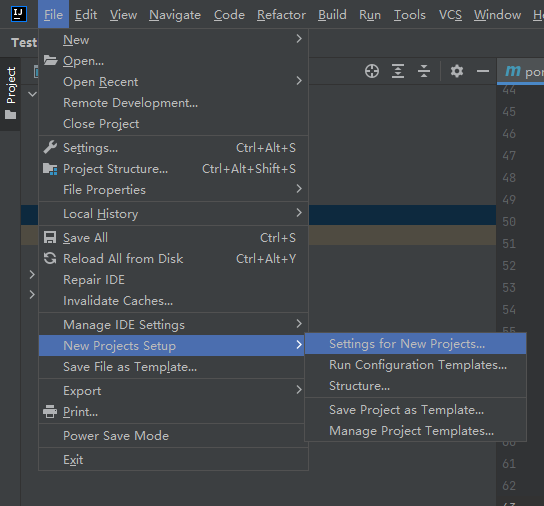 IJ File Edit View Navigate Code Refactor Build Run Tools VCS Window
Test
Project
New
Open...
Open Recent
Remote Development...
Close Project
Settings... Ctrl+Alt+S
Project Structure... Ctrl+Alt+Shift+S
File Properties
Local History
Save All Ctrl+S
Reload All from Disk Ctrl+Alt+Y
Repair IDE
Invalidate Caches...
Manage IDE Settings
New Projects Setup
Save File as Template...
Export
Print...
Power Save Mode
Exit
Settings for New Projects...
Run Configuration Templates...
Structure...
Save Project as Template...
Manage Project Templates...
m
44
45
46
47
48
49
50
51
52
53
54
60
61
62